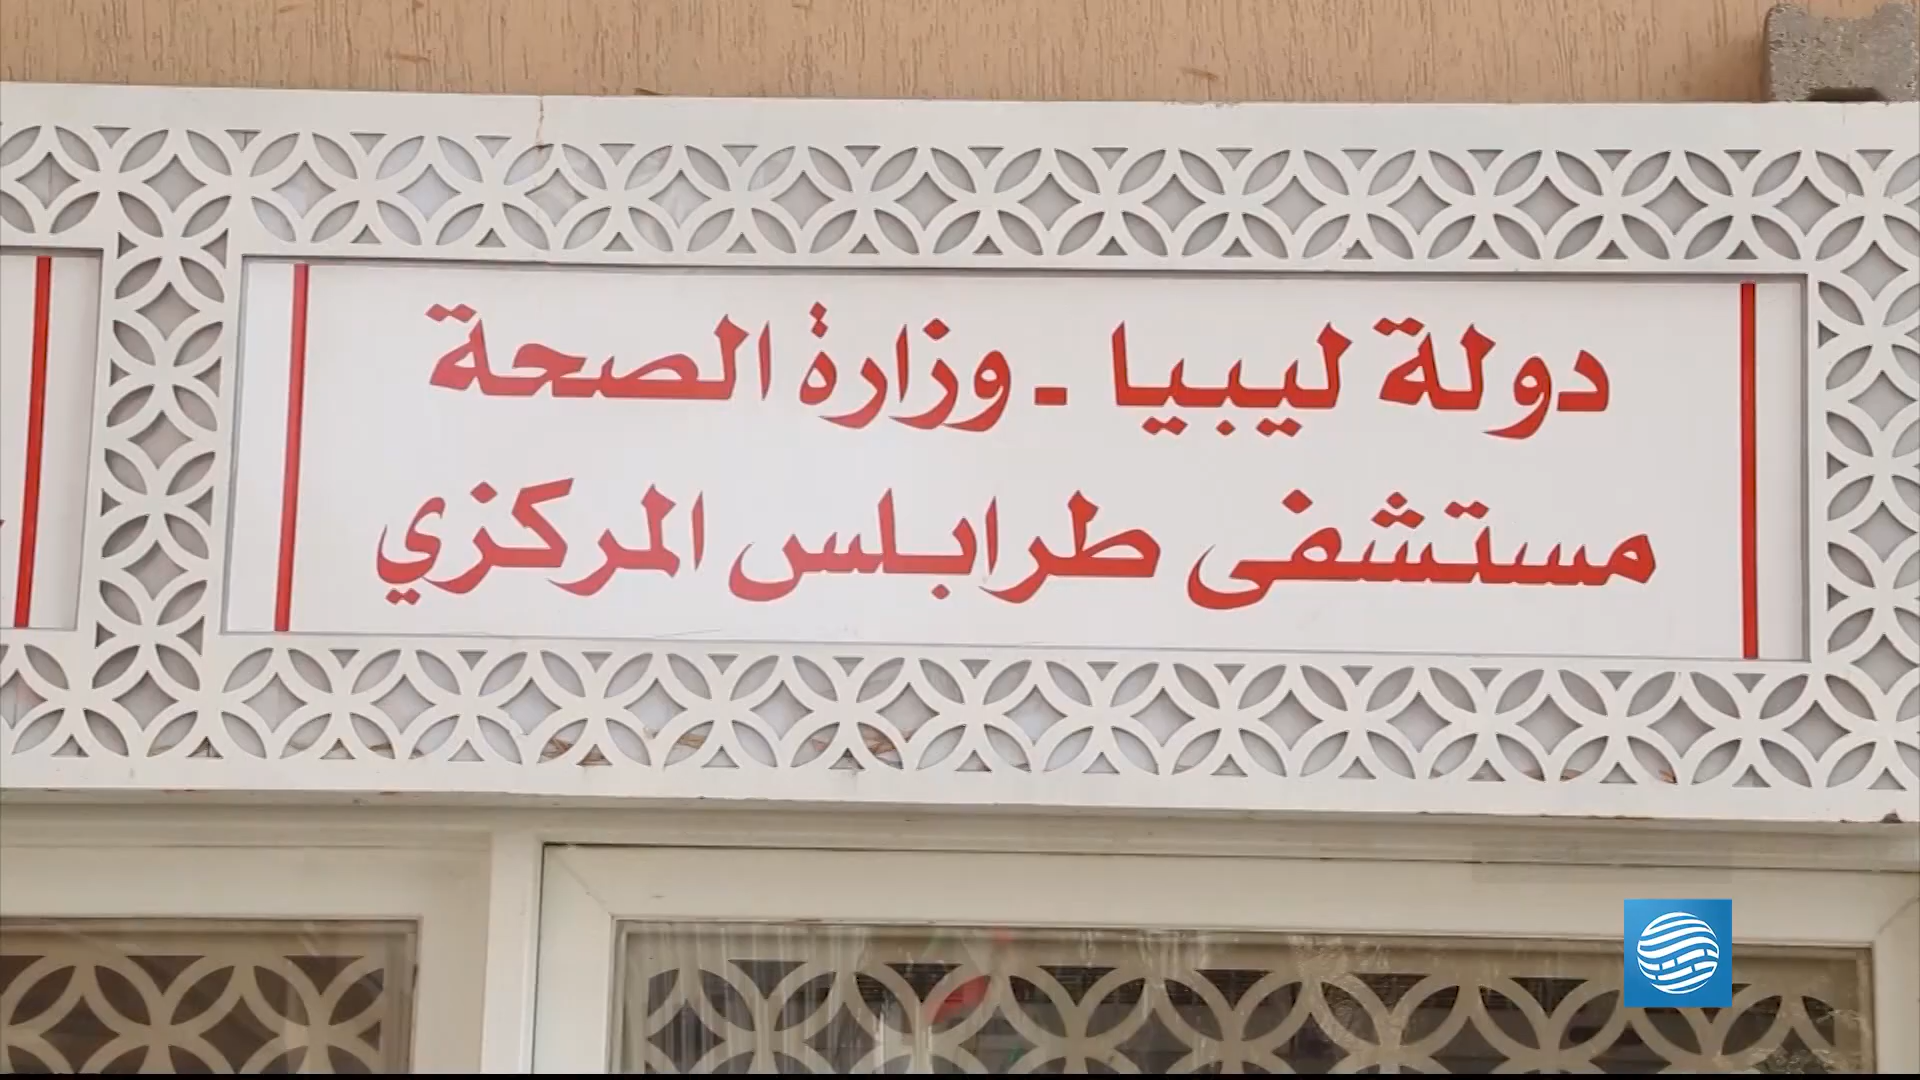 دولة ليبيا - وزارة الصحة
مستشفى طرابلس المركزي